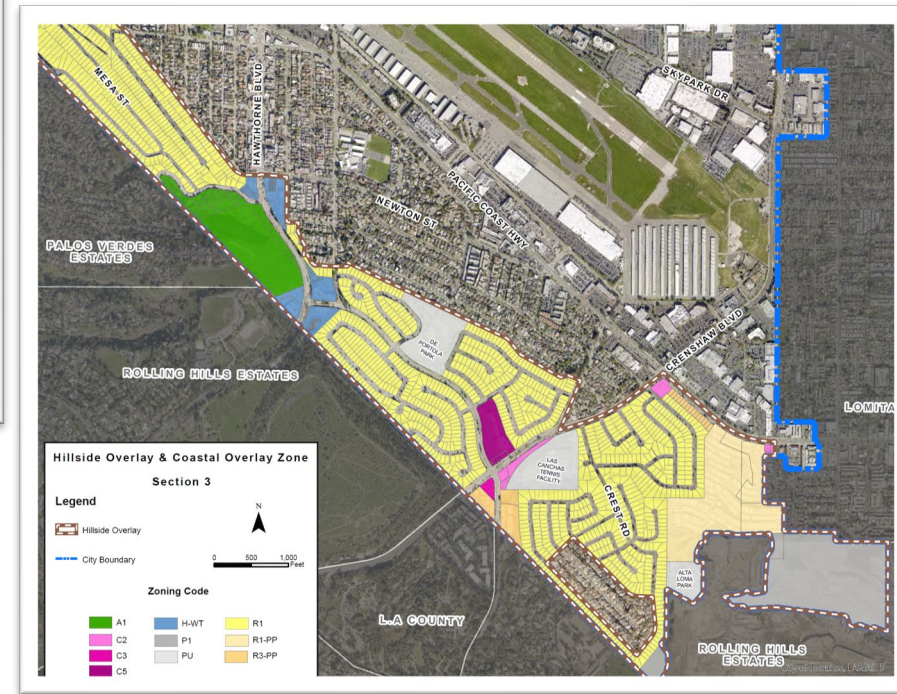 MESA ST
HAWTHORNE BLVD
SKYPARK DR
PACIFIC COAST HWY
NEWTON ST
PALOS VERDES
ESTATES
ROLLING HILLS ESTATES
DE
PORTOLA
PARK
CRENSHAW BLVD
LOMITA
LAS
CANCHAS
TENNIS
FACILITY
CREST RD
ALTA
LOMA
PARK
L.A COUNTY
ROLLING HILLS
ESTATES
Hillside Overlay & Coastal Overlay Zone
Section 3
Legend
Hillside Overlay
City Boundary
N
0 500 1,000
Feet
Zoning Code
A1 H-WT R1
C2 P1 R1-PP
C3 PU R3-PP
C5